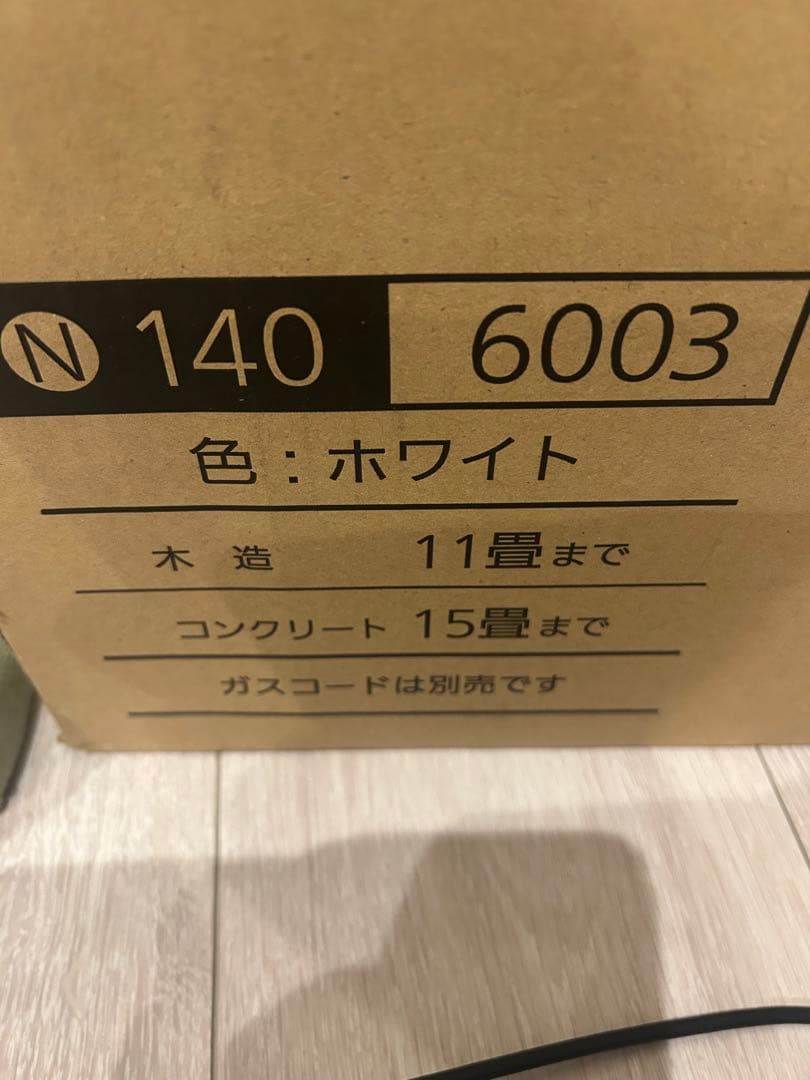 Ⓝ 140 6003
色：ホワイト
木造 11畳まで
コンクリート 15畳まで
ガスコードは別売です